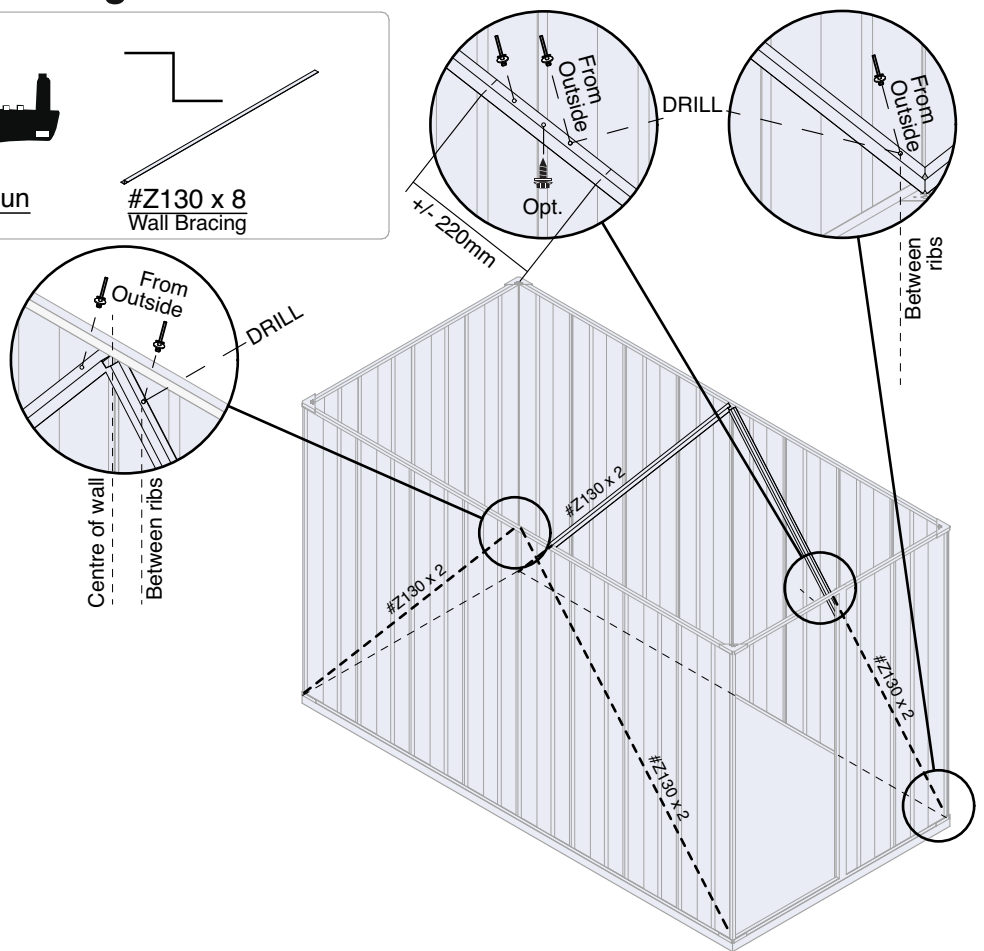 un
#Z130 x 8
Wall Bracing
From
Outside
Opt.
+/- 220mm
DRILL
From
Outside
Between
ribs
From
Outside
DRILL
Centre of wall
Between ribs
#Z130 x 2
#Z130 x 2
#Z130 x 2
#Z130 x 2